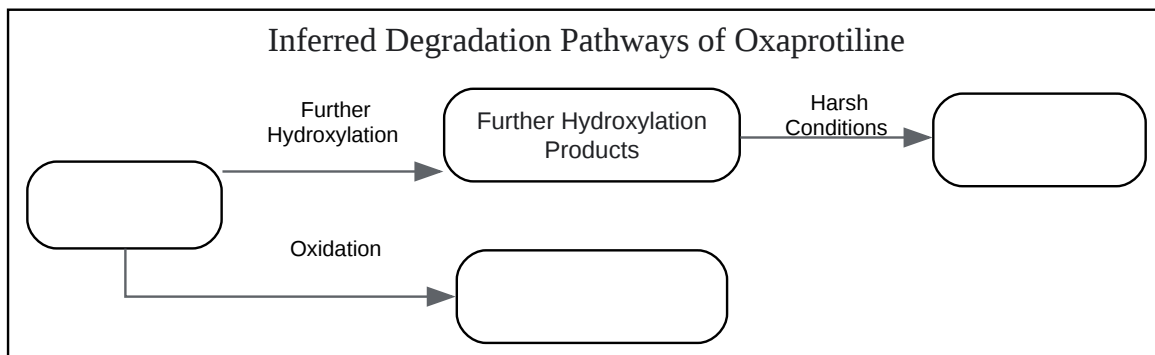 Inferred Degradation Pathways of Oxaprotiline
Further
Hydroxylation
Further Hydroxylation
Products
Harsh
Conditions
Oxidation